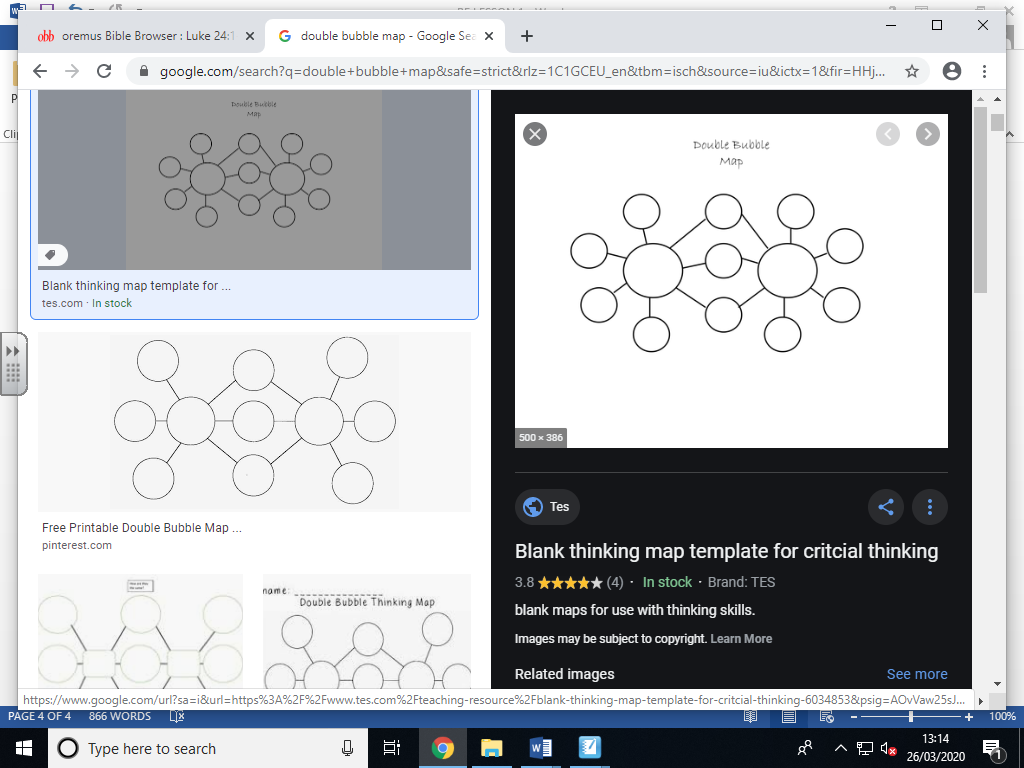 obb oremus Bible Browser : Luke 24:1
double bubble map - Google Sea
google.com/search?q=double+bubble+map&safe=strict&rlz=1C1GCEU_en&tbm=isch&source=iu&ictx=1&fir=HHj...
Double Bubble
Map
Blank thinking map template for ...
tes.com · In stock
Free Printable Double Bubble Map ...
pinterest.com
name:
Double Bubble Thinking Map
Double Bubble
Map
500 × 386
Tes
Blank thinking map template for critcial thinking
3.8 (4) · In stock · Brand: TES
blank maps for use with thinking skills.
Images may be subject to copyright. Learn More
Related images
See more
https://www.google.com/url?sa=i&url=https%3A%2F%2Fwww.tes.com%2Fteaching-resource%2Fblank-thinking-map-template-for-critcial-thinking-6034853&psig=AOvVaw25sJ...
PAGE 4 OF 4 866 WORDS
100%
Type here to search
13:14
26/03/2020
1